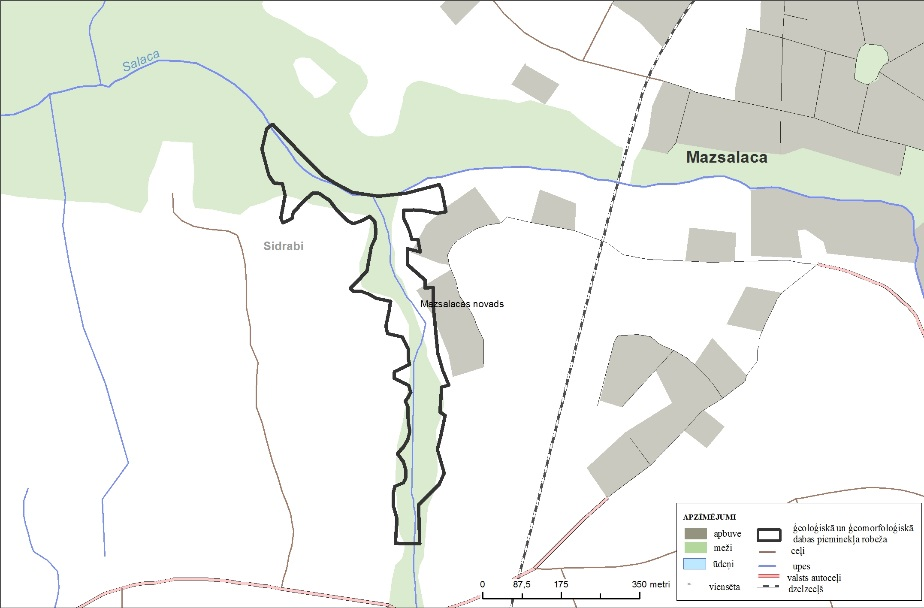 Salaca
Mazsalaca
Sidrabi
Mazsalacas novads
APZĪMĒJUMI
apbuve
meži
ūdeņi
viensēta
ģeoloģiskā un ģeomorfoloģiskā
dabas pieminekļa robeža
ceļi
upes
valsts autoceļi
dzelzceļš
0 87,5 175 350 metri